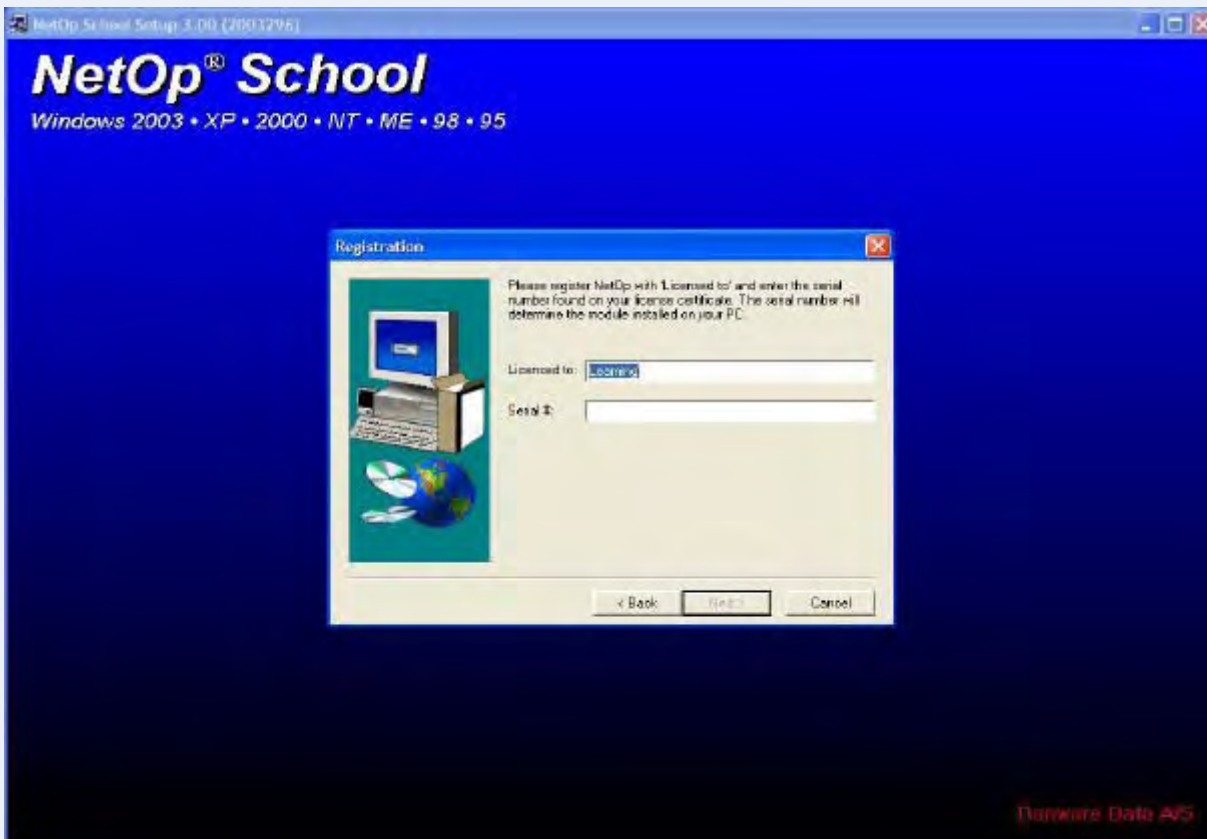 NetOp School Setup 3.00 (2003296)
NetOp® School
Windows 2003 • XP • 2000 • NT • ME • 98 • 95
Registration
Please register NetOp with 'Licensed to' and enter the serial
number found on your license certificate. The serial number will
determine the module installed on your PC.
Licensed to: Learning
Serial #:
< Back Next > Cancel
Danware Data A/S